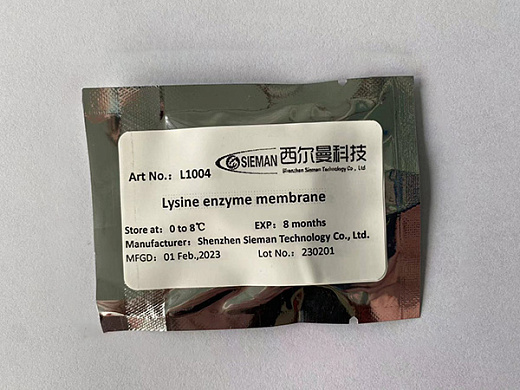 SIEMAN 西尔曼科技
Shenzhen Sieman Technology Co., Ltd
Art No.: L1004
Lysine enzyme membrane
Store at: 0 to 8℃ EXP: 8 months
Manufacturer: Shenzhen Sieman Technology Co., Ltd.
MFGD: 01 Feb.,2023 Lot No.: 230201